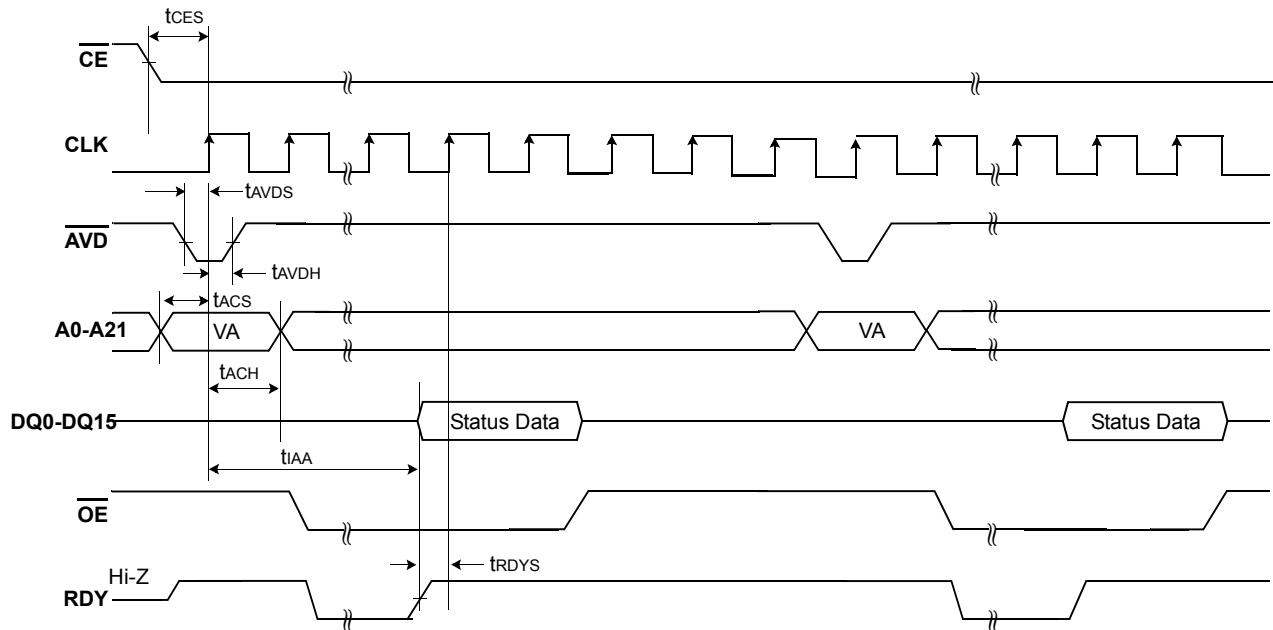 tCES
CE
CLK
tAVDS
AVD
tAVDH
tACS
A0-A21
VA
VA
tACH
DQ0-DQ15
Status Data
Status Data
tIAA
OE
tRDYS
Hi-Z
RDY